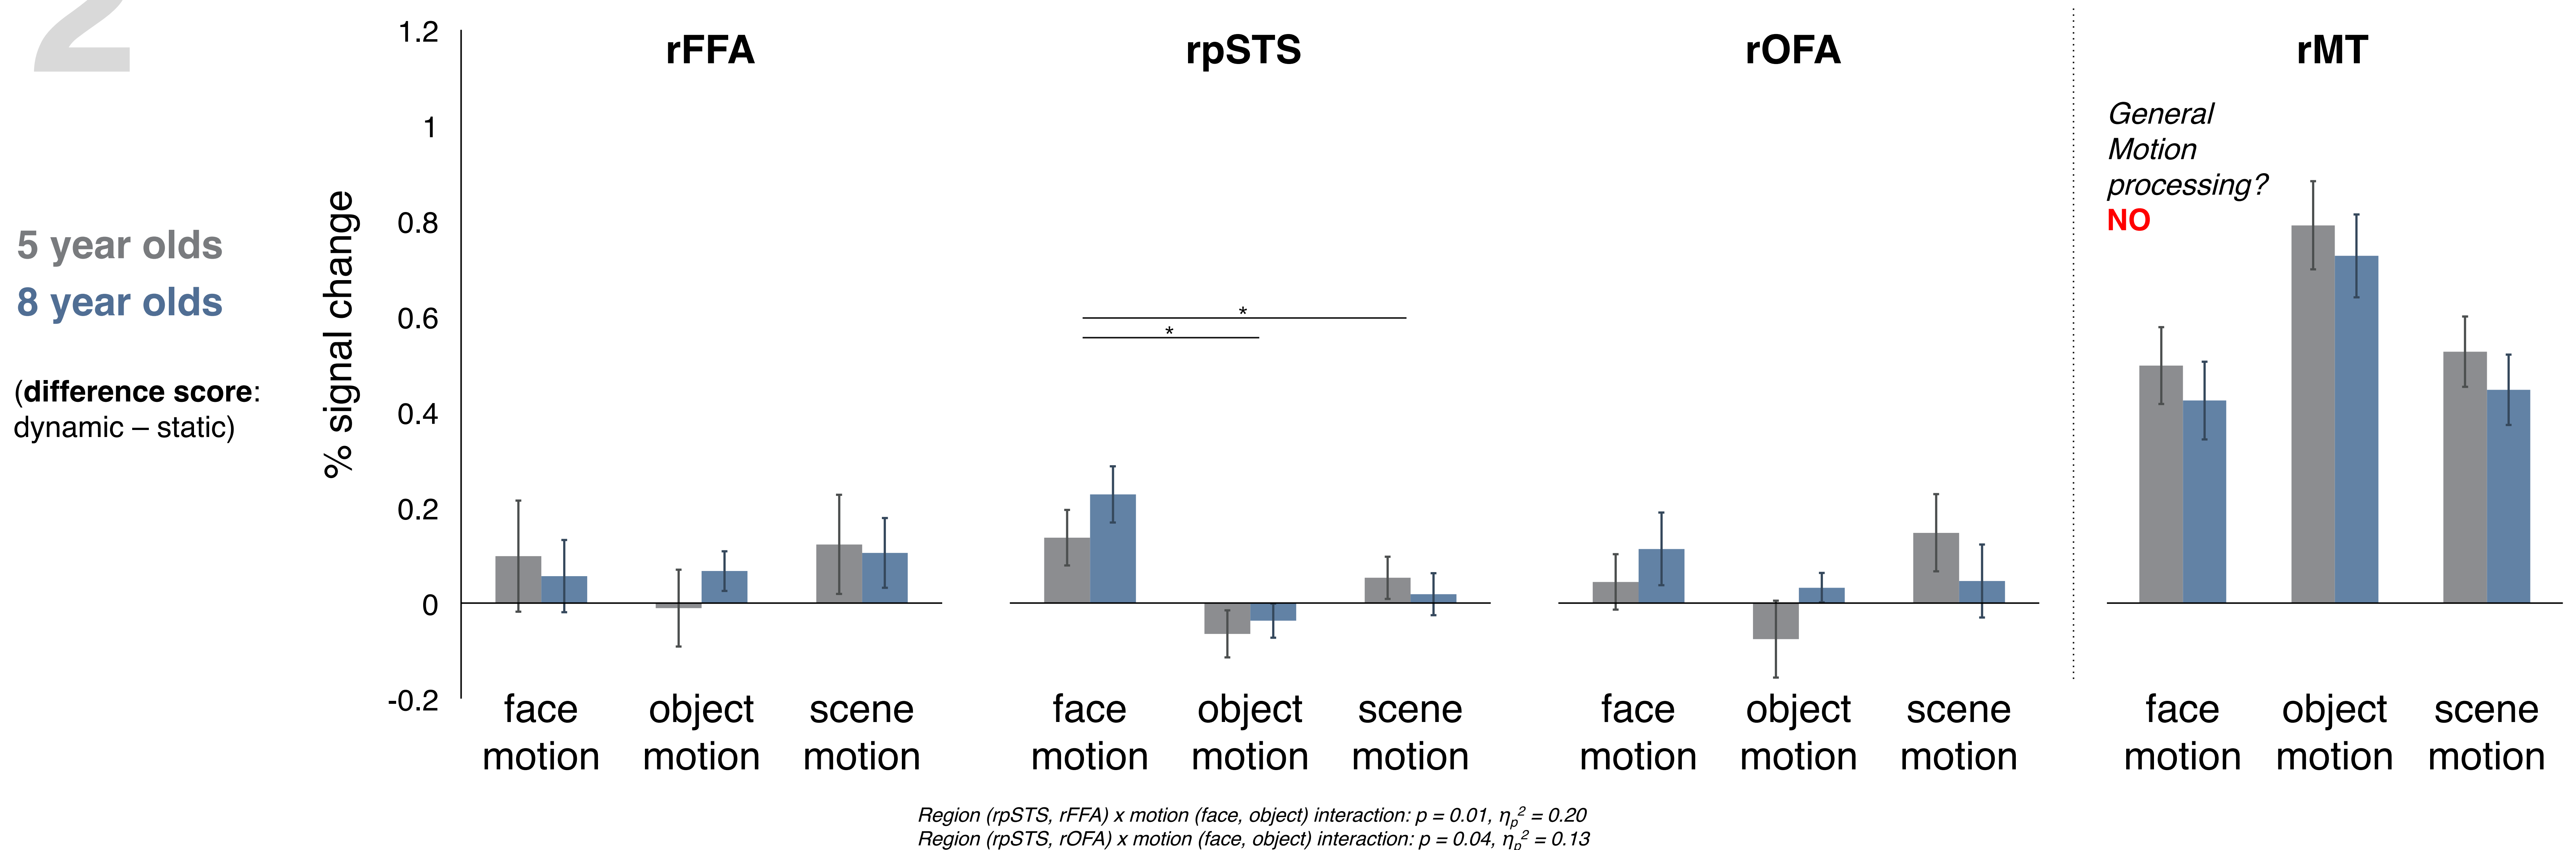 2
5 year olds
8 year olds
(difference score:
dynamic – static)
% signal change
1.2
1
0.8
0.6
0.4
0.2
0
-0.2
rFFA
face
motion
object
motion
scene
motion
rpSTS
*
*
face
motion
object
motion
scene
motion
rOFA
face
motion
object
motion
scene
motion
rMT
General
Motion
processing?
NO
face
motion
object
motion
scene
motion
Region (rpSTS, rFFA) x motion (face, object) interaction: p = 0.01, ηp² = 0.20
Region (rpSTS, rOFA) x motion (face, object) interaction: p = 0.04, ηp² = 0.13